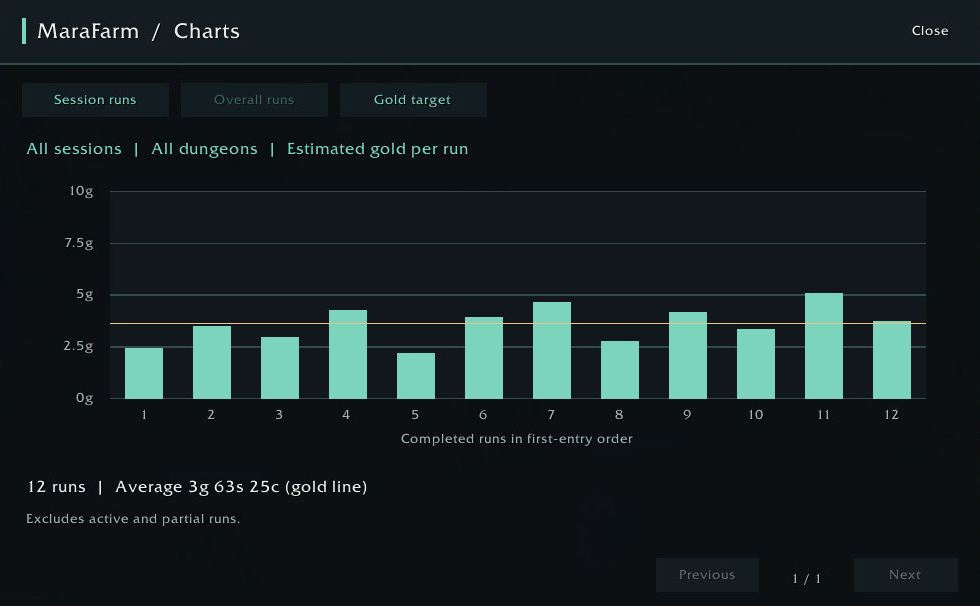 MaraFarm / Charts
Close
Session runs
Overall runs
Gold target
All sessions | All dungeons | Estimated gold per run
10g
7.5g
5g
2.5g
0g
1 2 3 4 5 6 7 8 9 10 11 12
Completed runs in first-entry order
12 runs | Average 3g 63s 25c (gold line)
Excludes active and partial runs.
Previous
1 / 1
Next